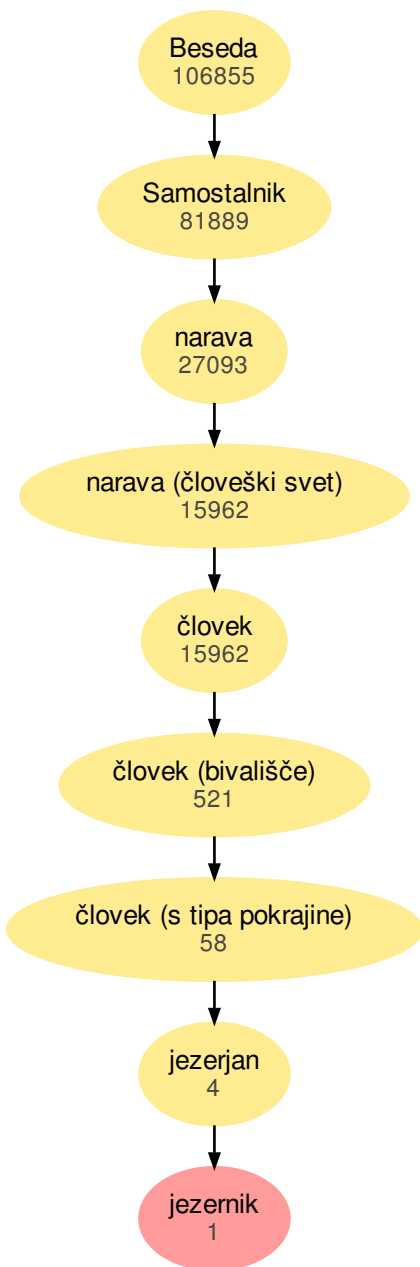 Beseda
106855
Samostalnik
81889
narava
27093
narava (človeški svet)
15962
človek
15962
človek (bivališče)
521
človek (s tipa pokrajine)
58
jezerjan
4
jezernik
1